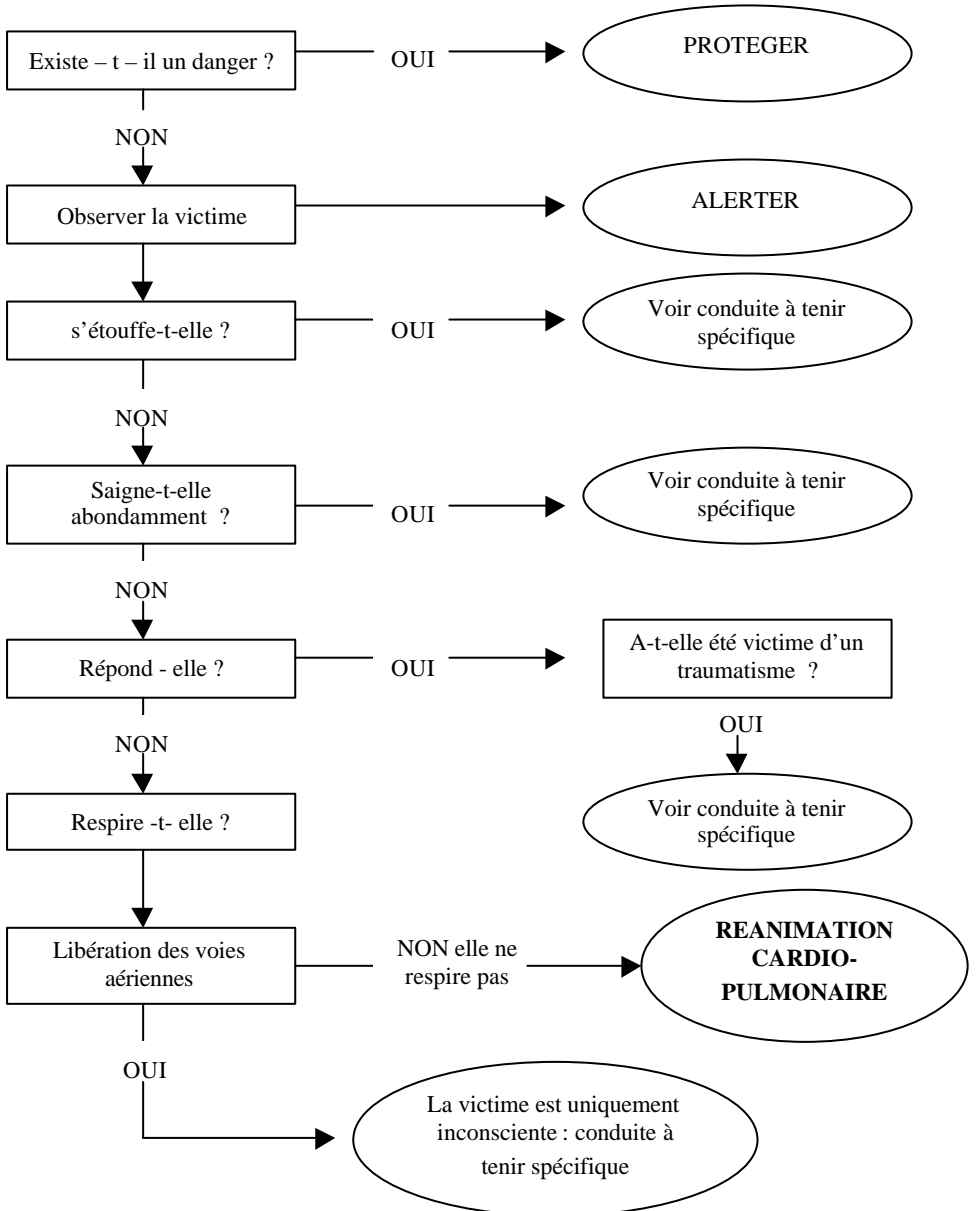 Existe – t – il un danger ?
OUI
PROTEGER
NON
Observer la victime
ALERTER
s’étouffe-t-elle ?
OUI
Voir conduite à tenir
spécifique
NON
Saigne-t-elle
abondamment  ?
OUI
Voir conduite à tenir
spécifique
NON
Répond - elle ?
OUI
A-t-elle été victime d’un
traumatisme  ?
OUI
Voir conduite à tenir
spécifique
NON
Respire -t- elle ?
Libération des voies
aériennes
NON elle ne
respire pas
REANIMATION
CARDIO-
PULMONAIRE
OUI
La victime est uniquement
inconsciente : conduite à
tenir spécifique